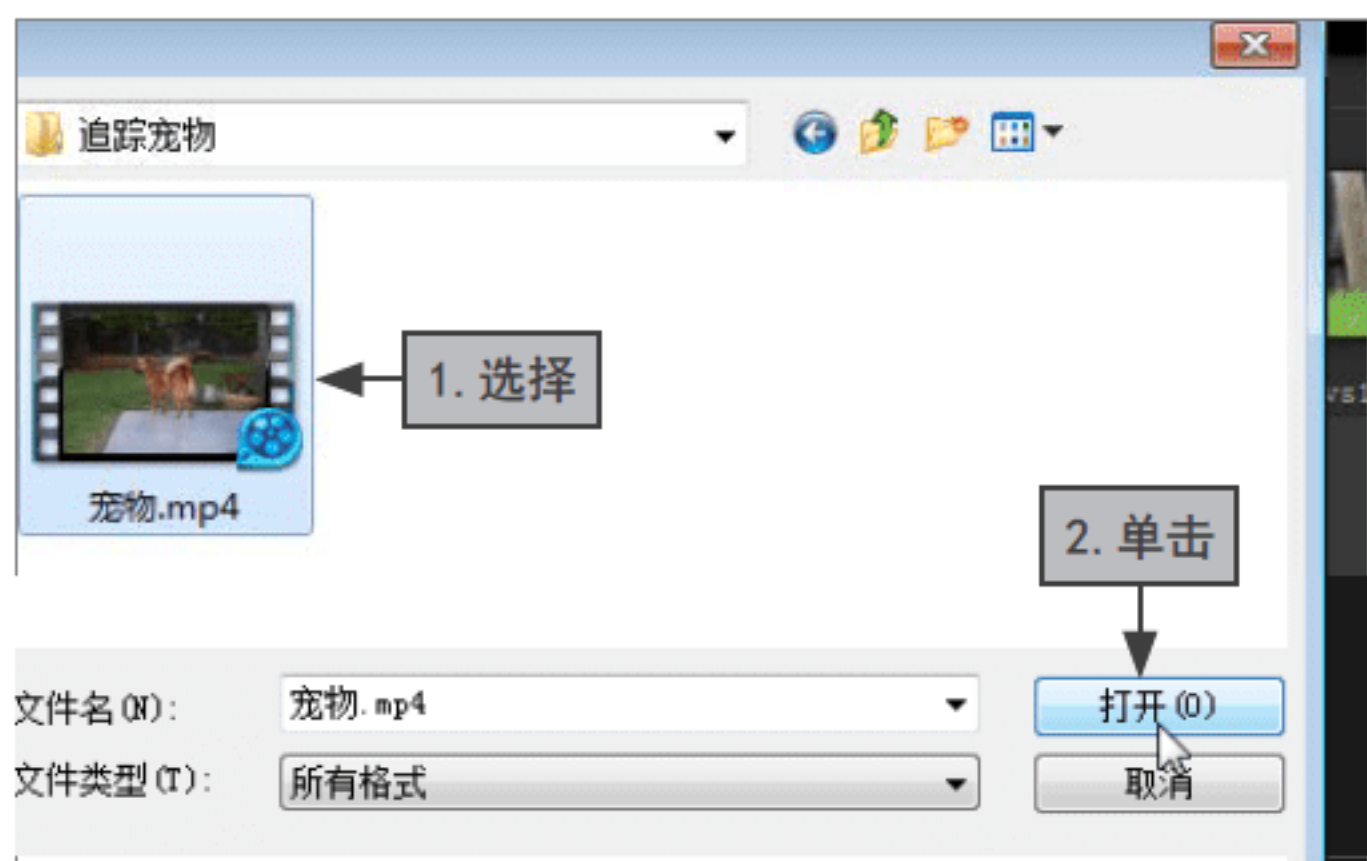 追踪宠物
1. 选择
宠物.mp4
2. 单击
文件名(N):
宠物.mp4
打开(O)
文件类型(T):
所有格式
取消